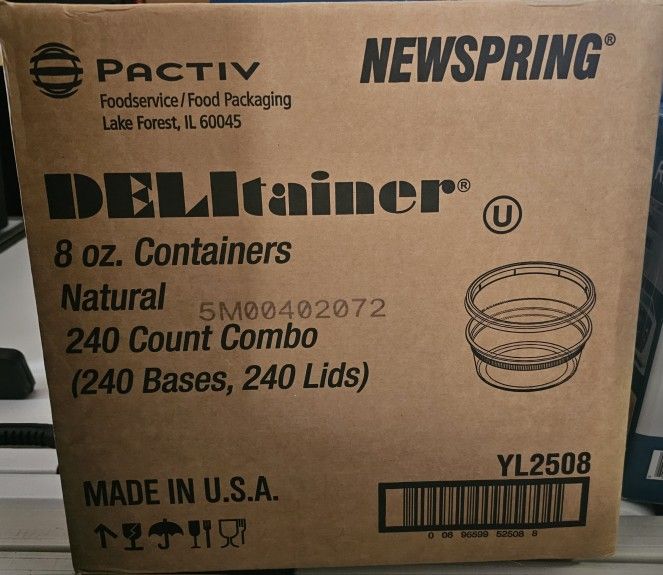 PACTIV
Foodservice/Food Packaging
Lake Forest, IL 60045
NEWSPRING®
DELItainer®
U
8 oz. Containers
Natural
5M00402072
240 Count Combo
(240 Bases, 240 Lids)
YL2508
MADE IN U.S.A.
0 08 96599 52508 8